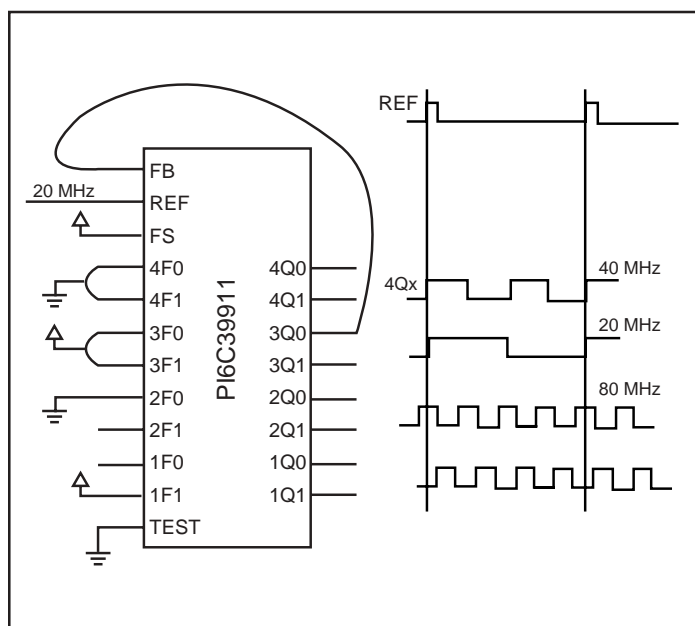 REF
FB
20 MHz
REF
FS
4F0
4F1
3F0
3F1
2F0
2F1
1F0
1F1
TEST
PI6C39911
4Q0
4Q1
3Q0
3Q1
2Q0
2Q1
1Q0
1Q1
4Qx
40 MHz
20 MHz
80 MHz